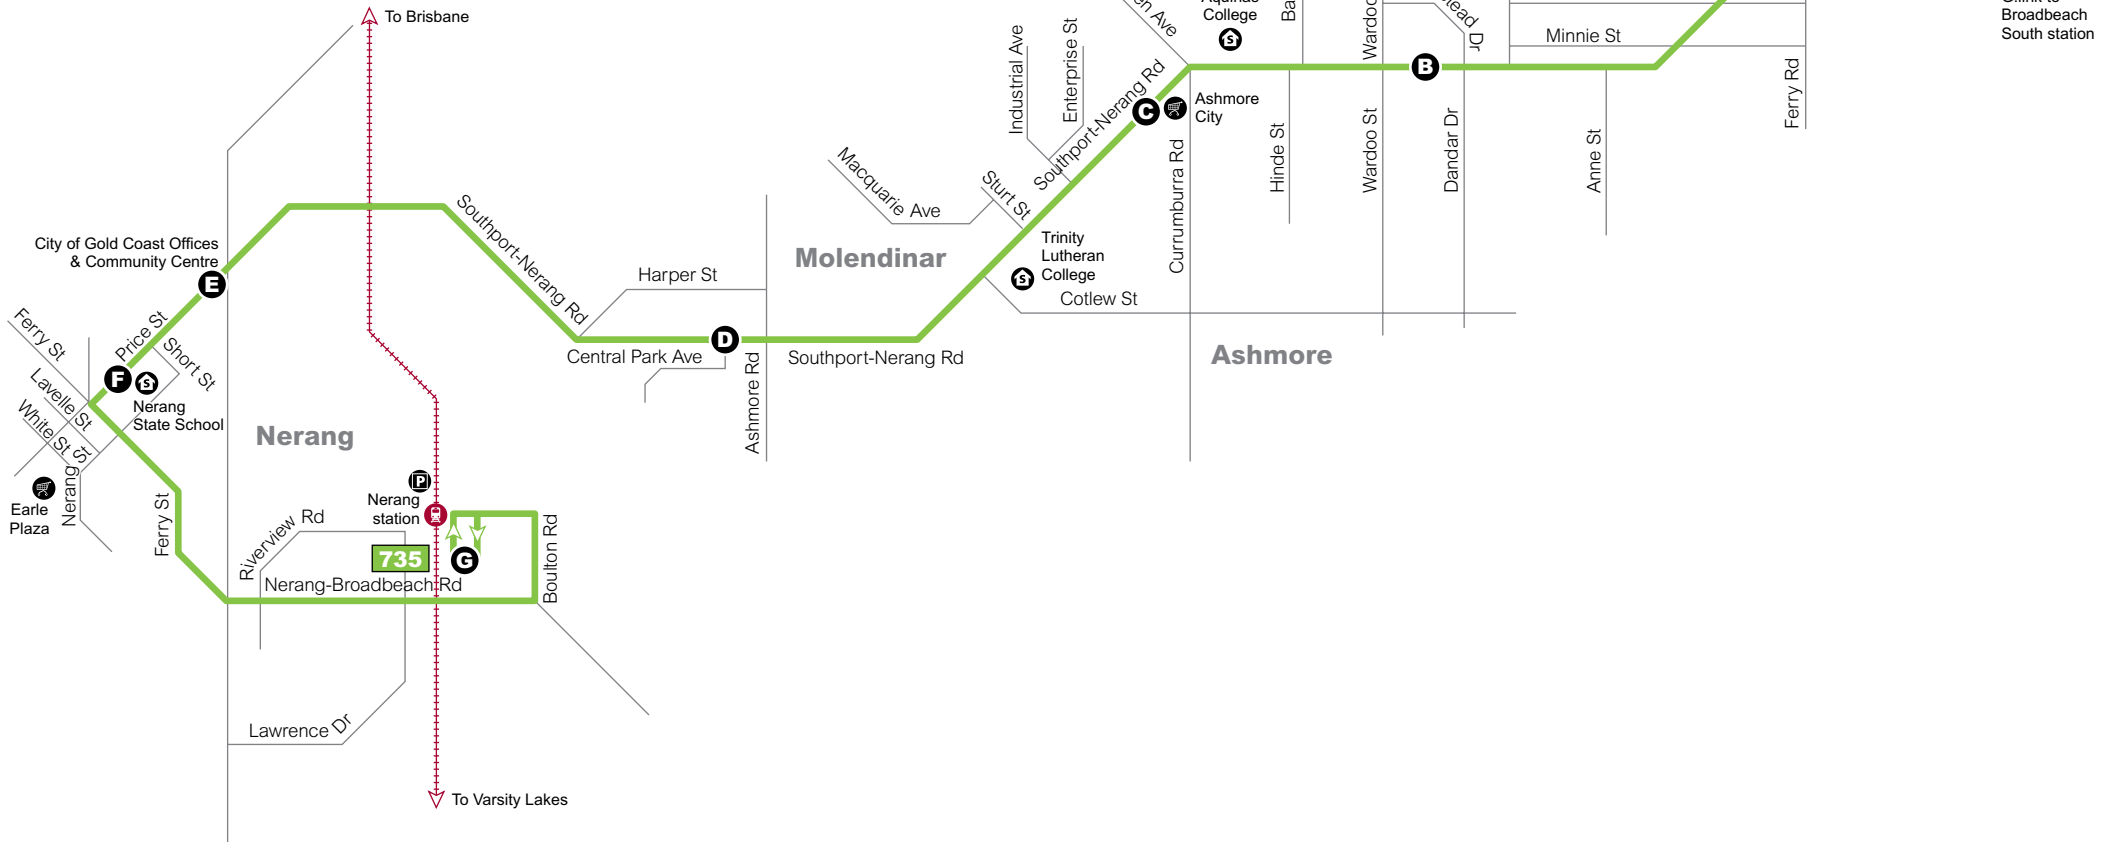 To Brisbane
College
Broadbeach
South station
Minnie St
Industrial Ave
Enterprise St
Southport-Nerang Rd
B
C
Ashmore
City
Ferry Rd
Currumburra Rd
Hinde St
Wardoo St
Dandar Dr
Anne St
Macquarie Ave
Sturt St
Southport-Nerang Rd
City of Gold Coast Offices
& Community Centre
E
Molendinar
Trinity
Lutheran
College
Harper St
Cotlew St
Ferry St
Price St
Short St
D
Central Park Ave
Southport-Nerang Rd
Ashmore
F
Lavelle St
White St
Nerang
State School
Ashmore Rd
Nerang
Nerang St
P
Nerang
station
Earle
Plaza
Ferry St
Riverview Rd
735
G
Boulton Rd
Nerang-Broadbeach Rd
Lawrence Dr
To Varsity Lakes